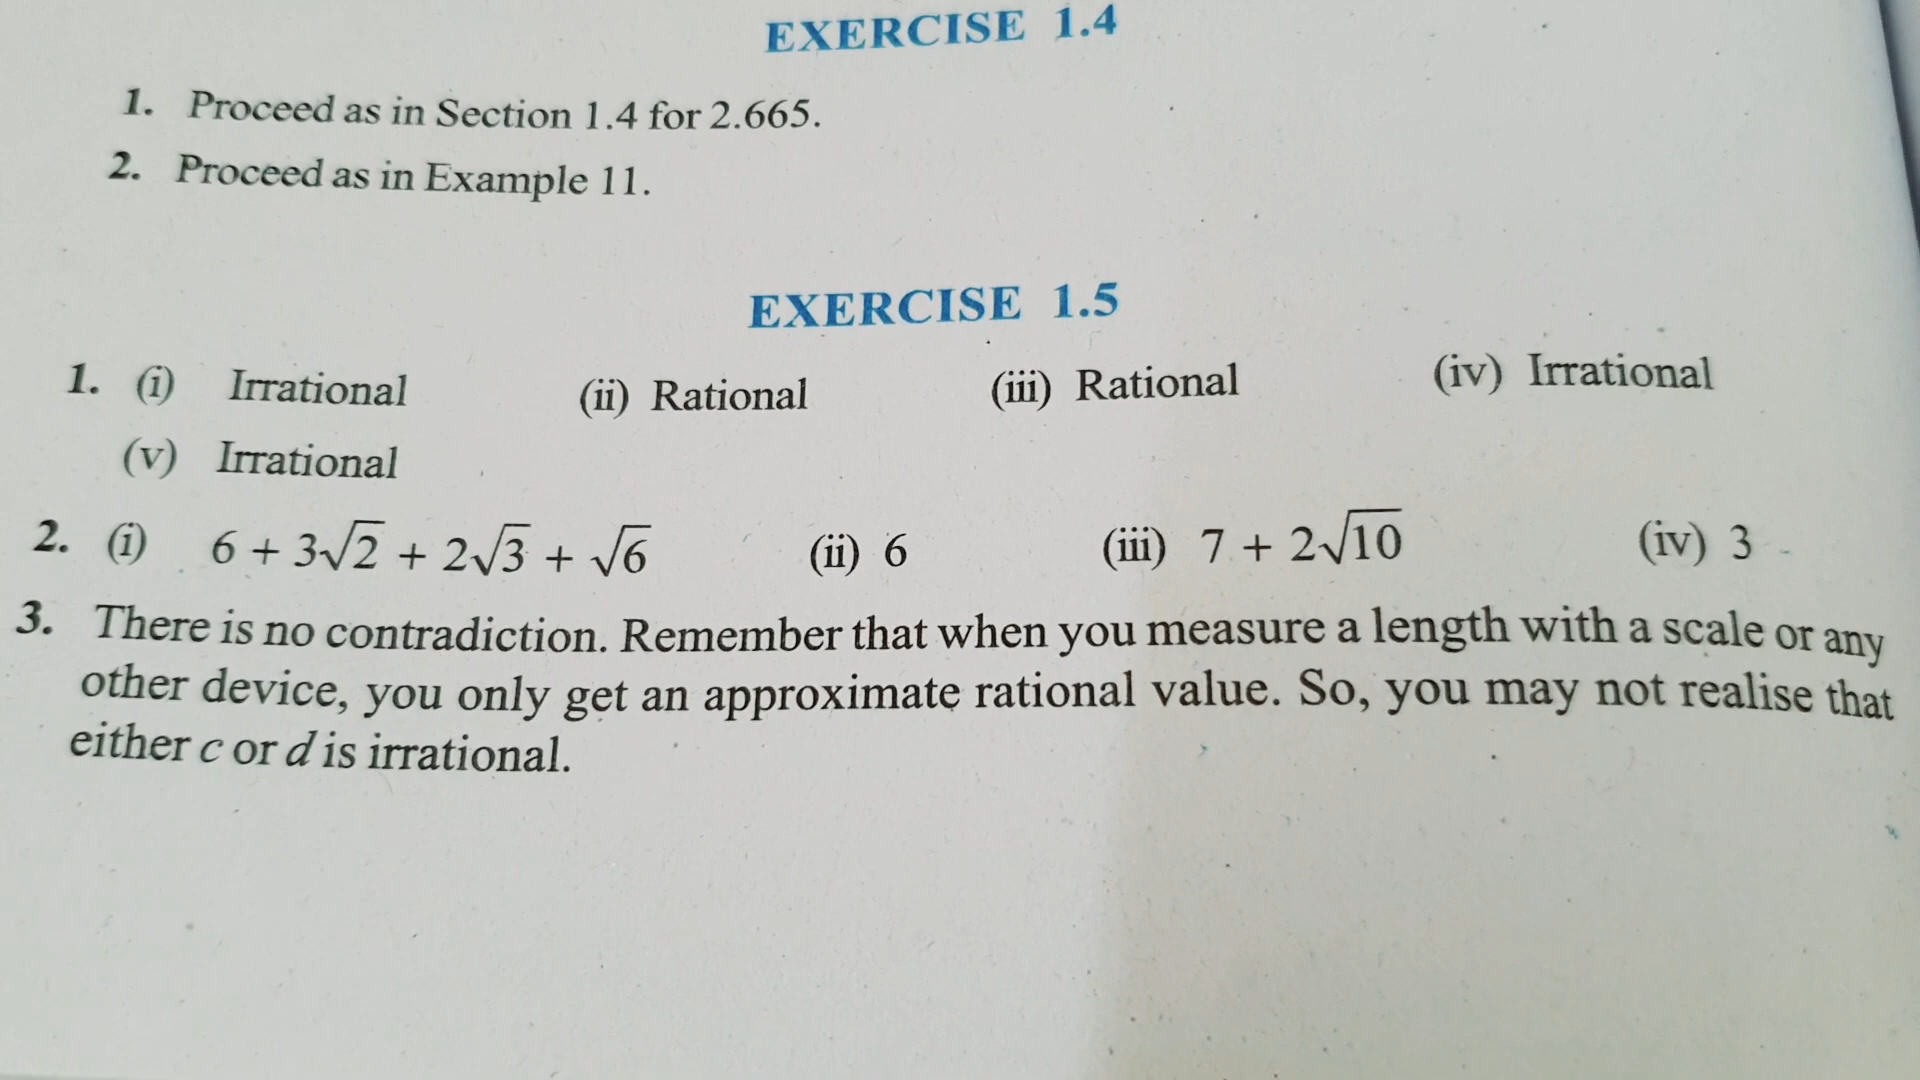 EXERCISE 1.4
1. Proceed as in Section 1.4 for 2.665.
2. Proceed as in Example 11.
EXERCISE 1.5
1. (i) Irrational (ii) Rational (iii) Rational (iv) Irrational
(v) Irrational
2. (i) 6 + 3√2 + 2√3 + √6 (ii) 6 (iii) 7 + 2√10 (iv) 3
3. There is no contradiction. Remember that when you measure a length with a scale or any
other device, you only get an approximate rational value. So, you may not realise that
either c or d is irrational.